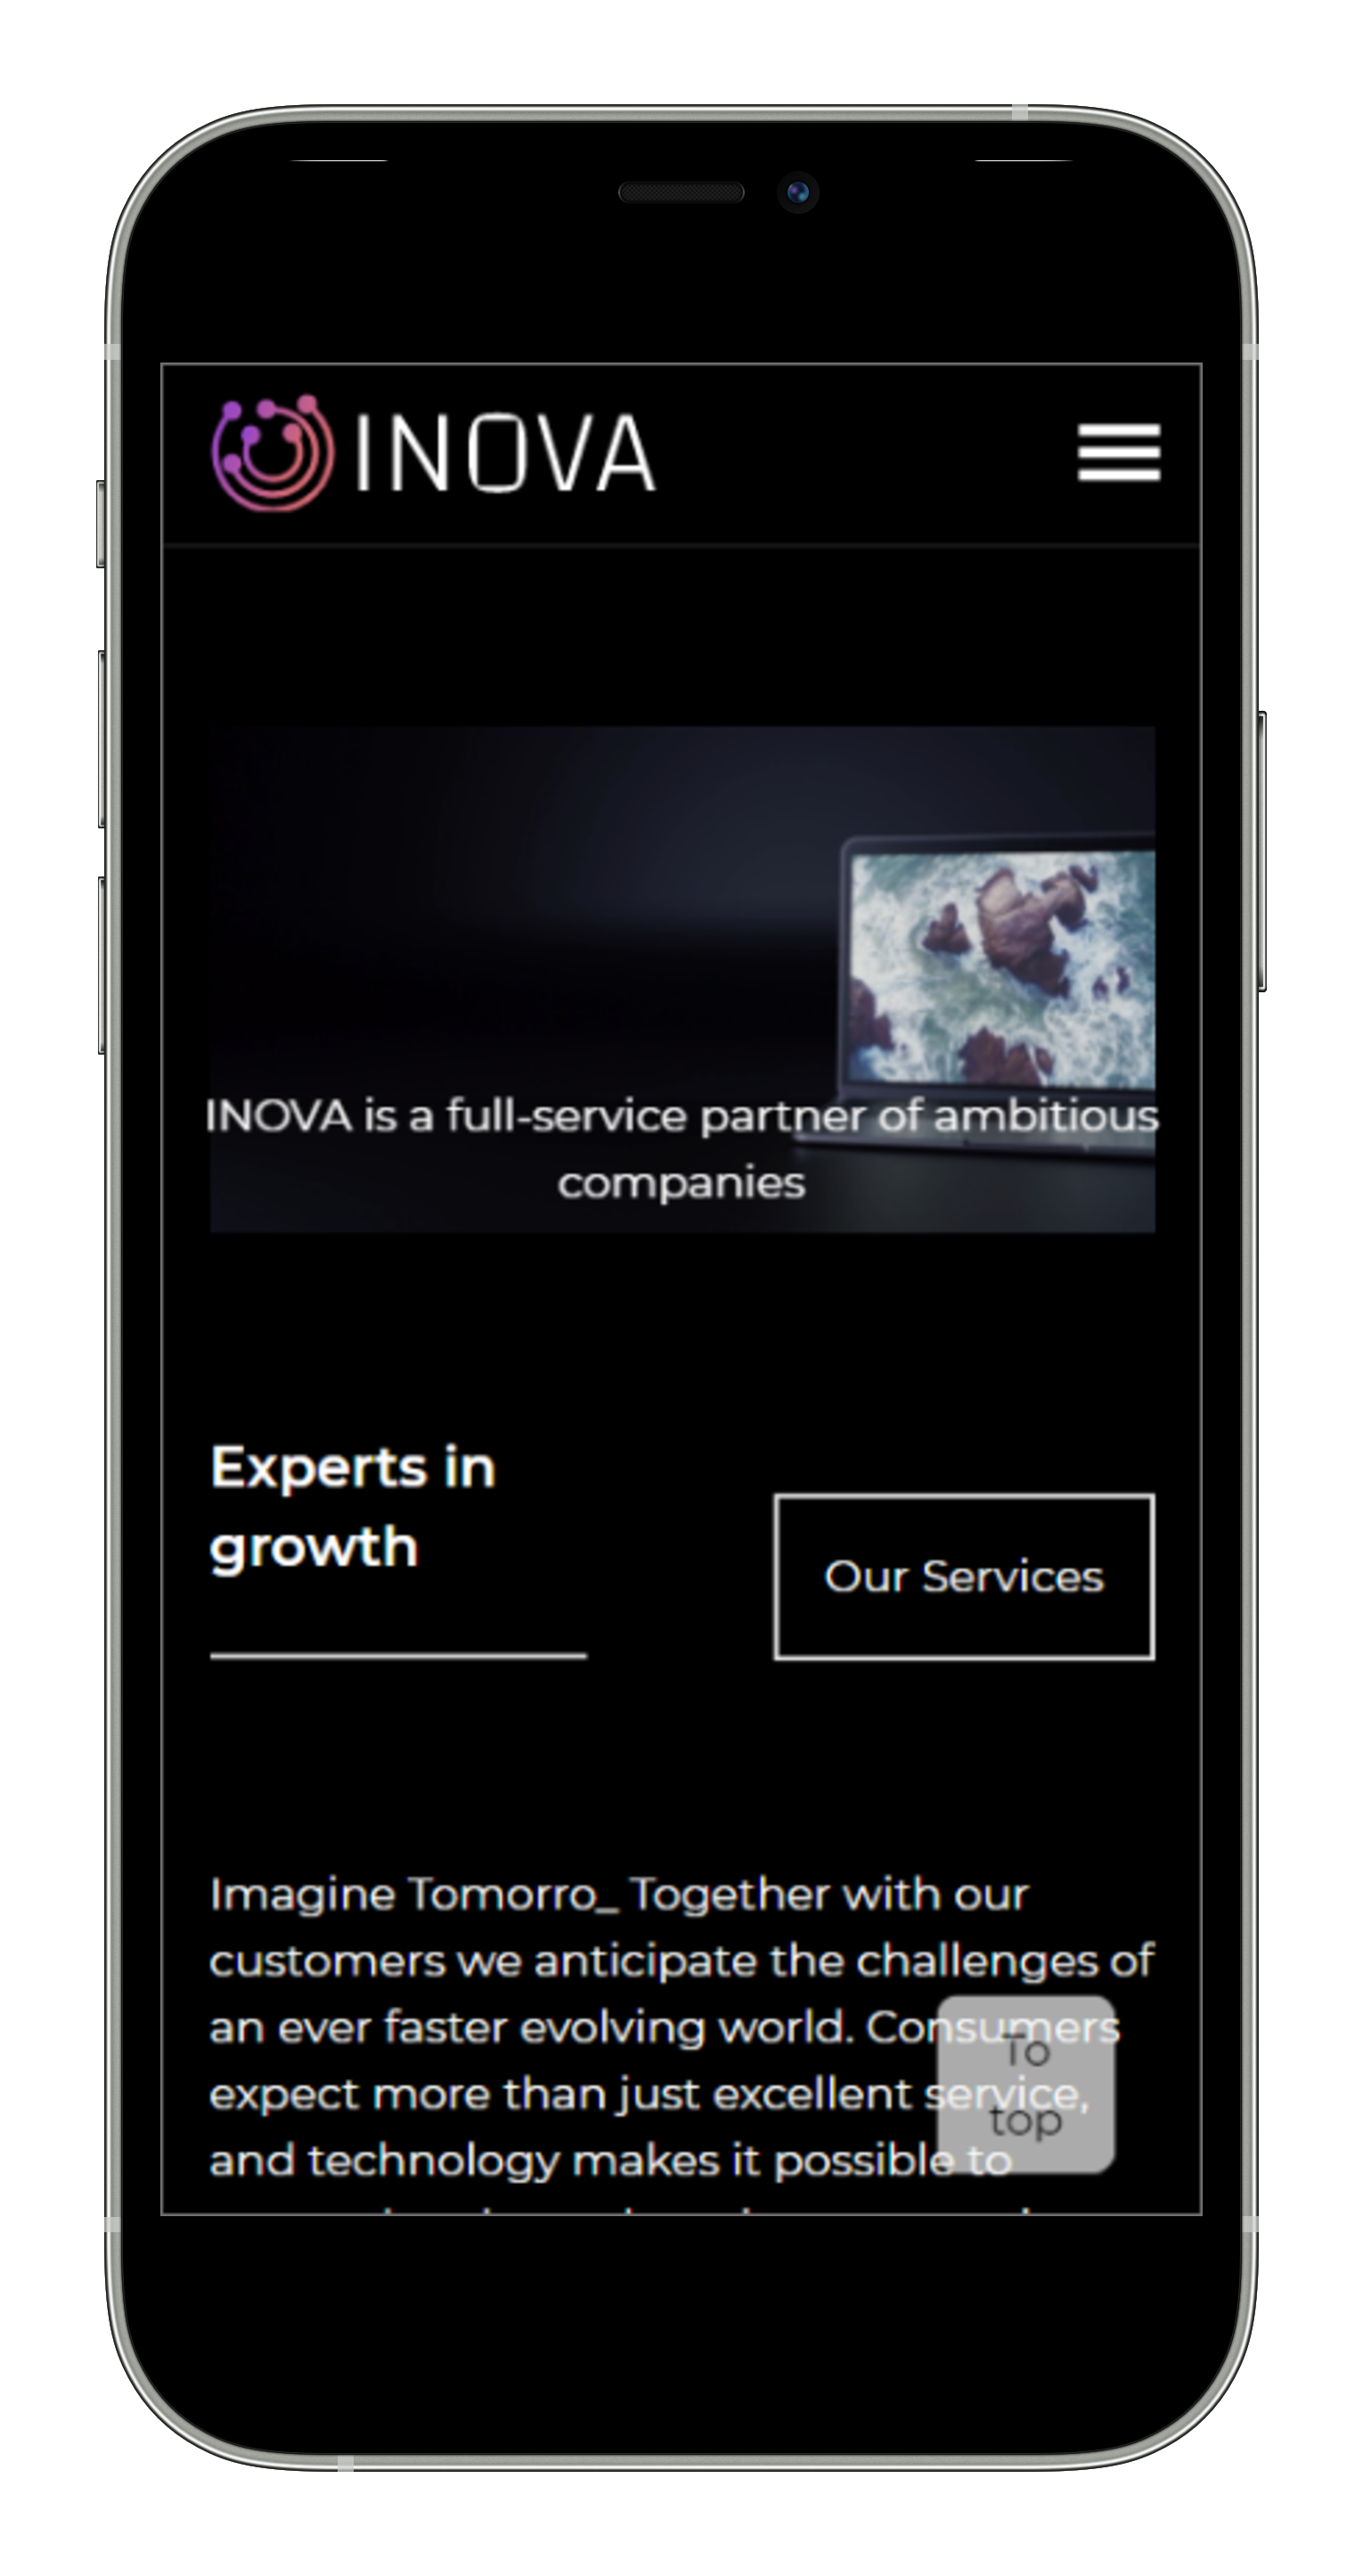 INOVA
INOVA is a full-service partner of ambitious
companies
Experts in
growth
Our Services
Imagine Tomorro_ Together with our
customers we anticipate the challenges of
an ever faster evolving world. Consumers
expect more than just excellent service,
and technology makes it possible to
To
top